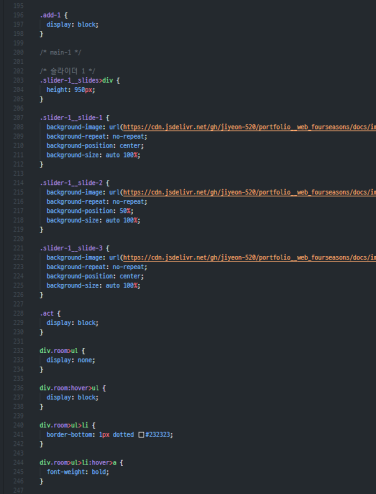 195
196 .add-1 {
197 display: block;
198 }
199
200 /* main-1 */
201
202 /* 슬라이더 1 */
203 .slider-1__slides>div {
204 height: 950px;
205 }
206
207 .slider-1__slide-1 {
208 background-image: url(https://cdn.jsdelivr.net/gh/jiyeon-520/portfolio__web_fourseasons/docs/im
209 background-repeat: no-repeat;
210 background-position: center;
211 background-size: auto 100%;
212 }
213
214 .slider-1__slide-2 {
215 background-image: url(https://cdn.jsdelivr.net/gh/jiyeon-520/portfolio__web_fourseasons/docs/im
216 background-repeat: no-repeat;
217 background-position: 50%;
218 background-size: auto 100%;
219 }
220
221 .slider-1__slide-3 {
222 background-image: url(https://cdn.jsdelivr.net/gh/jiyeon-520/portfolio__web_fourseasons/docs/im
223 background-repeat: no-repeat;
224 background-position: center;
225 background-size: auto 100%;
226 }
227
228 .act {
229 display: block;
230 }
231
232 div.room>ul {
233 display: none;
234 }
235
236 div.room:hover>ul {
237 display: block;
238 }
239
240 div.room>ul>li {
241 border-bottom: 1px dotted #232323;
242 }
243
244 div.room>ul>li:hover>a {
245 font-weight: bold;
246 }
247